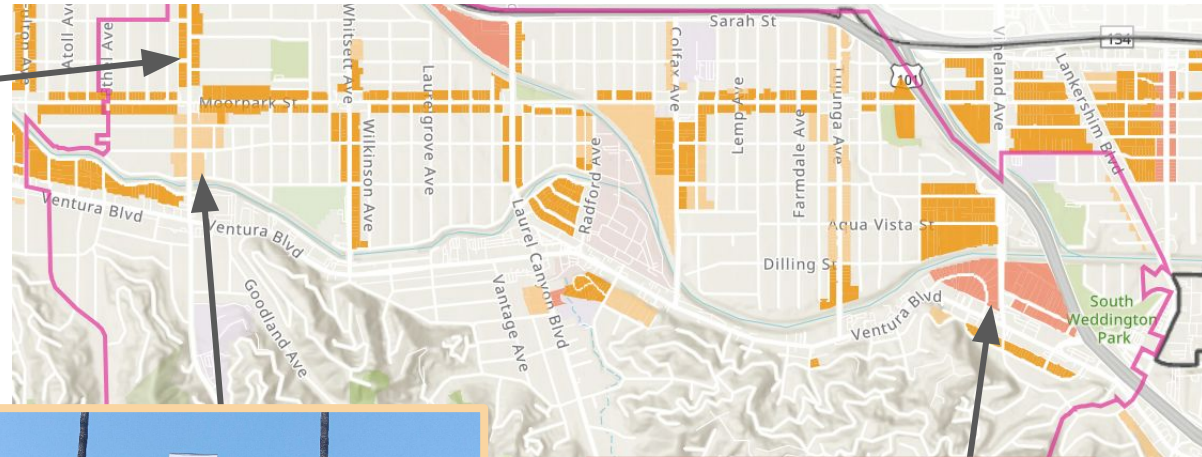 Sarah St
134
101
Atoll Ave
Whitsett Ave
Colfax Ave
Vineland Ave
Lankershim Blvd
Moorpark St
Laurelgrove Ave
Wilkinson Ave
Lemp Ave
Farmdale Ave
Tujunga Ave
Radford Ave
Ventura Blvd
Ventura Blvd
Laurel Canyon Blvd
Aqua Vista St
Dilling St
Goodland Ave
Vantage Ave
Ventura Blvd
South
Weddington
Park